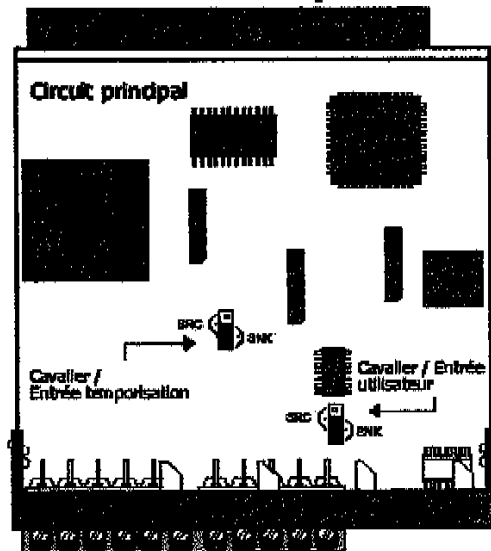 Circuit principal
SRC
SNK
Cavalier /
Entrée temporisation
Cavalier / Entrée
utilisateur
SRC
SNK